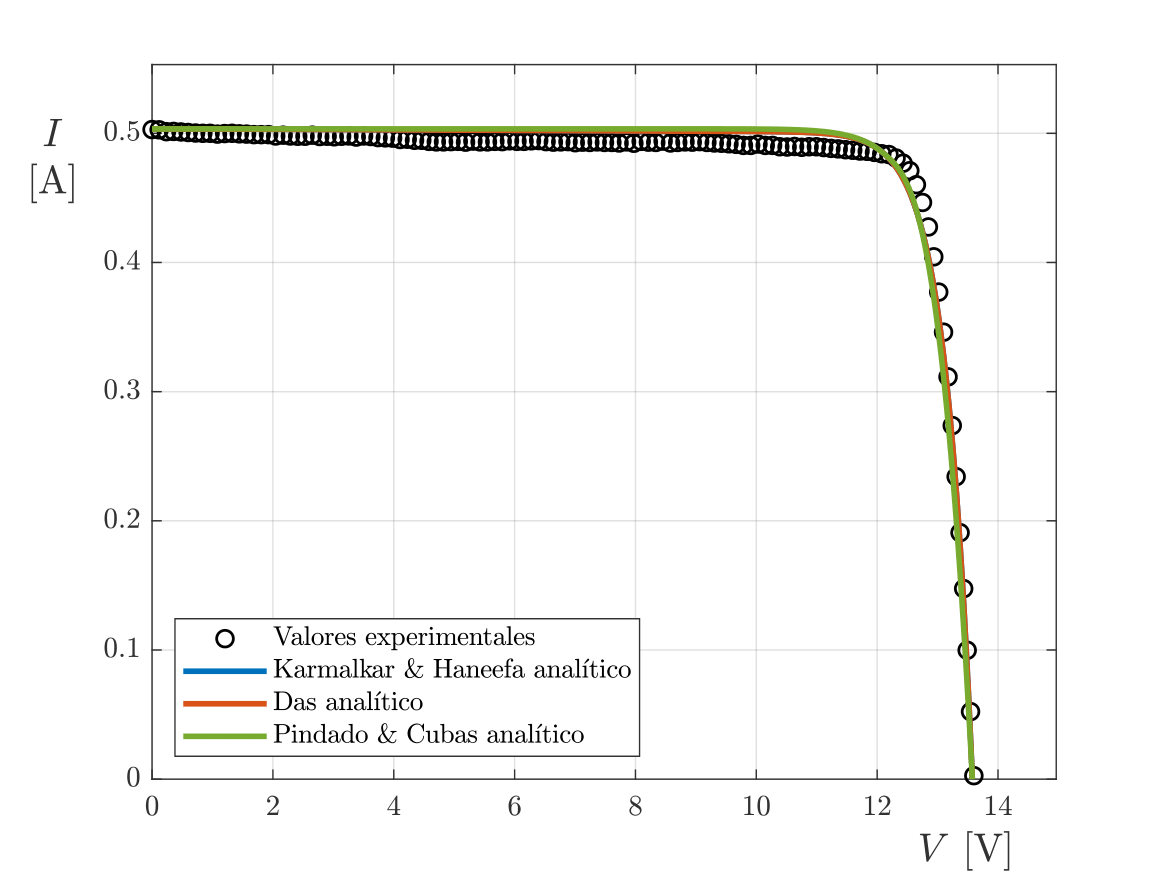 I
[A]
0.5
0.4
0.3
0.2
0.1
0
Valores experimentales
Karmalkar & Haneefa analítico
Das analítico
Pindado & Cubas analítico
0 2 4 6 8 10 12 14
V [V]